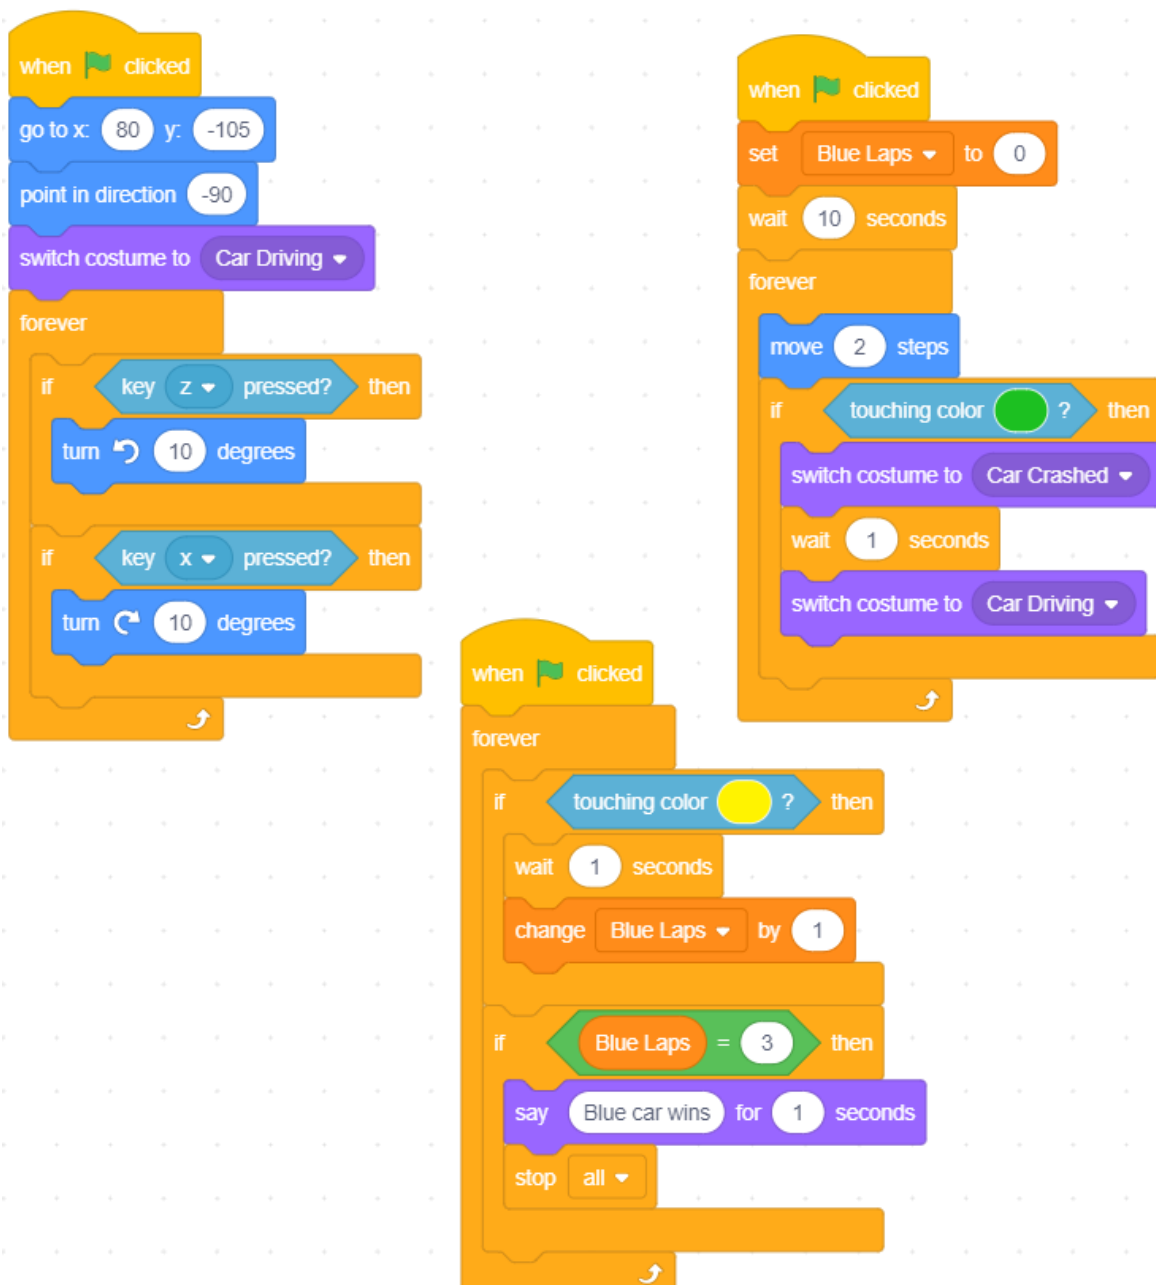 when clicked
go to x: 80 y: -105
point in direction -90
switch costume to Car Driving
forever
if key z pressed? then
turn 10 degrees
if key x pressed? then
turn 10 degrees
when clicked
set Blue Laps to 0
wait 10 seconds
forever
move 2 steps
if touching color ? then
switch costume to Car Crashed
wait 1 seconds
switch costume to Car Driving
when clicked
forever
if touching color ? then
wait 1 seconds
change Blue Laps by 1
if Blue Laps = 3 then
say Blue car wins for 1 seconds
stop all